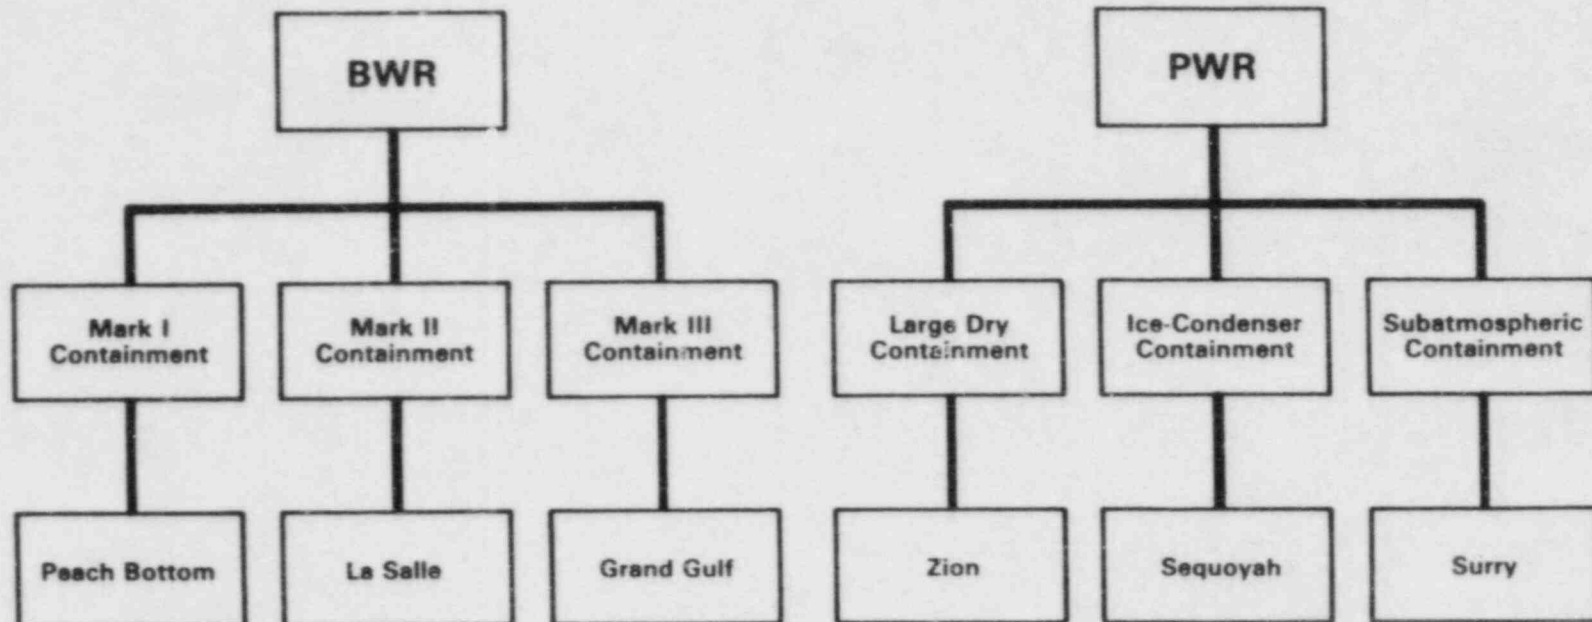 BWR
PWR
Mark I
Containment
Mark II
Containment
Mark III
Containment
Large Dry
Containment
Ice-Condenser
Containment
Subatmospheric
Containment
Peach Bottom
La Salle
Grand Gulf
Zion
Sequoyah
Surry